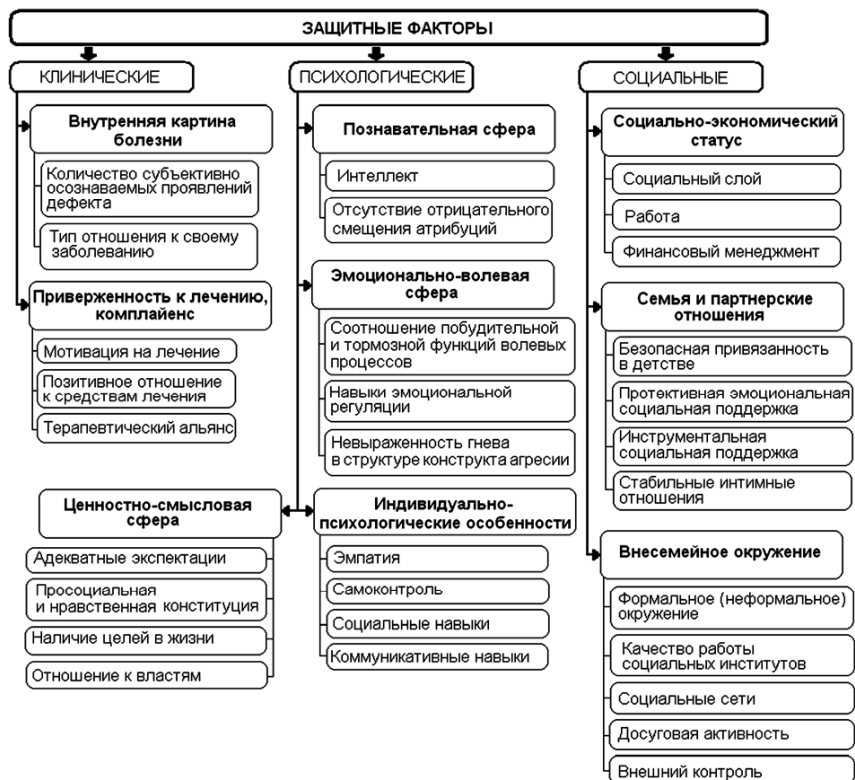 ЗАЩИТНЫЕ ФАКТОРЫ
КЛИНИЧЕСКИЕ
Внутренняя картина
болезни
Количество субъективно
осознаваемых проявлений
дефекта
Тип отношения к своему
заболеванию
Приверженность к лечению,
комплайенс
Мотивация на лечение
Позитивное отношение
к средствам лечения
Терапевтический альянс
ПСИХОЛОГИЧЕСКИЕ
Познавательная сфера
Интеллект
Отсутствие отрицательного
смещения атрибуций
Эмоционально-волевая
сфера
Соотношение побудительной
и тормозной функций волевых
процессов
Навыки эмоциональной
регуляции
Невыраженность гнева
в структуре конструкта агресии
Ценностно-смысловая
сфера
Адекватные экспектации
Просоциальная
и нравственная конституция
Наличие целей в жизни
Отношение к властям
Индивидуально-
психологические особенности
Эмпатия
Самоконтроль
Социальные навыки
Коммуникативные навыки
СОЦИАЛЬНЫЕ
Социально-экономический
статус
Социальный слой
Работа
Финансовый менеджмент
Семья и партнерские
отношения
Безопасная привязанность
в детстве
Протективная эмоциональная
социальная поддержка
Инструментальная
социальная поддержка
Стабильные интимные
отношения
Внесемейное окружение
Формальное (неформальное)
окружение
Качество работы
социальных институтов
Социальные сети
Досуговая активность
Внешний контроль